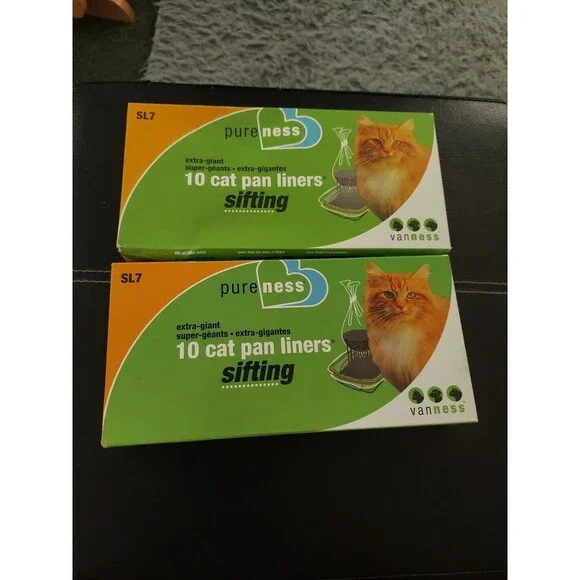 SL7
pureness
extra-giant
super-géants • extra-gigantes
10 cat pan liners
sifting
vanness
SL7
pureness
extra-giant
super-géants • extra-gigantes
10 cat pan liners
sifting
vanness